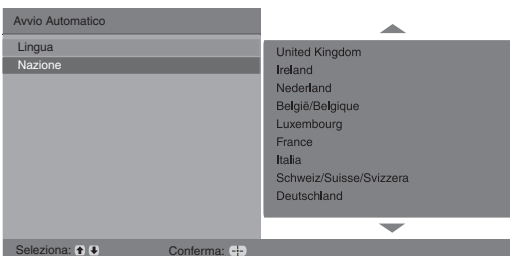 Avvio Automatico
Lingua
Nazione
United Kingdom
Ireland
Nederland
België/Belgique
Luxembourg
France
Italia
Schweiz/Suisse/Svizzera
Deutschland
Seleziona: Conferma: